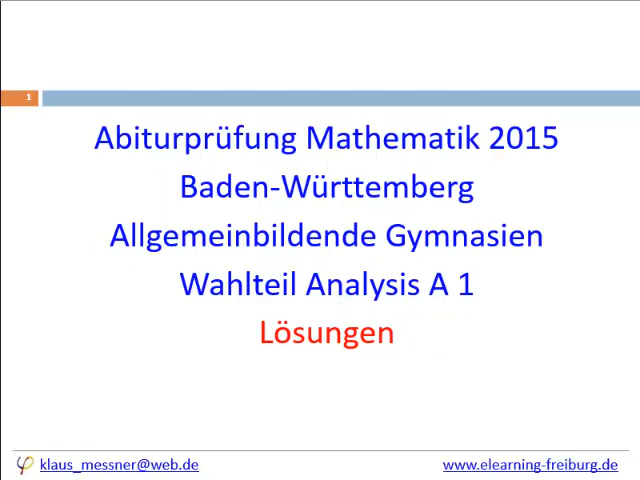 1
Abiturprüfung Mathematik 2015
Baden-Württemberg
Allgemeinbildende Gymnasien
Wahlteil Analysis A 1
Lösungen
klaus_messner@web.de
www.elearning-freiburg.de